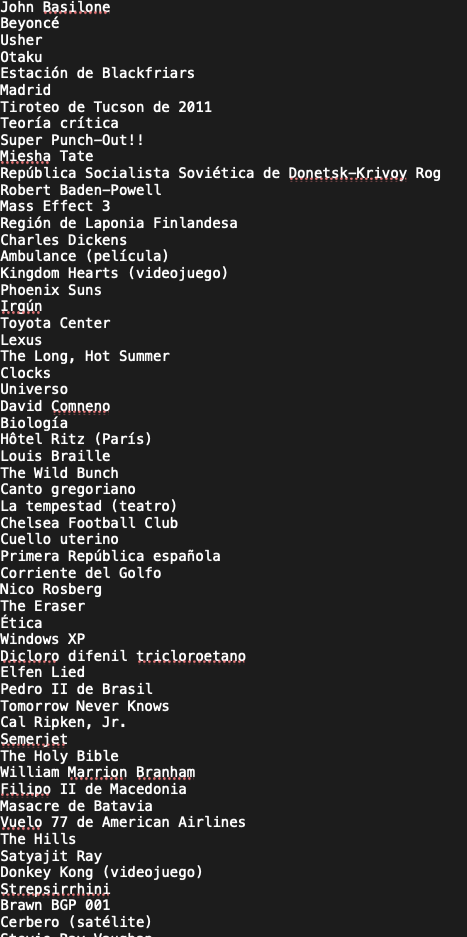 John Basilone
Beyoncé
Usher
Otaku
Estación de Blackfriars
Madrid
Tiroteo de Tucson de 2011
Teoría crítica
Super Punch-Out!!
Miesha Tate
República Socialista Soviética de Donetsk-Krivoy Rog
Robert Baden-Powell
Mass Effect 3
Región de Laponia Finlandesa
Charles Dickens
Ambulance (película)
Kingdom Hearts (videojuego)
Phoenix Suns
Irgún
Toyota Center
Lexus
The Long, Hot Summer
Clocks
Universo
David Comneno
Biología
Hôtel Ritz (París)
Louis Braille
The Wild Bunch
Canto gregoriano
La tempestad (teatro)
Chelsea Football Club
Cuello uterino
Primera República española
Corriente del Golfo
Nico Rosberg
The Eraser
Ética
Windows XP
Dicloro difenil tricloroetano
Elfen Lied
Pedro II de Brasil
Tomorrow Never Knows
Cal Ripken, Jr.
Semerjet
The Holy Bible
William Marrion Branham
Filipo II de Macedonia
Masacre de Batavia
Vuelo 77 de American Airlines
The Hills
Satyajit Ray
Donkey Kong (videojuego)
Strepsirrhini
Brawn BGP 001
Cerbero (satélite)
Stevie Ray Vaughan